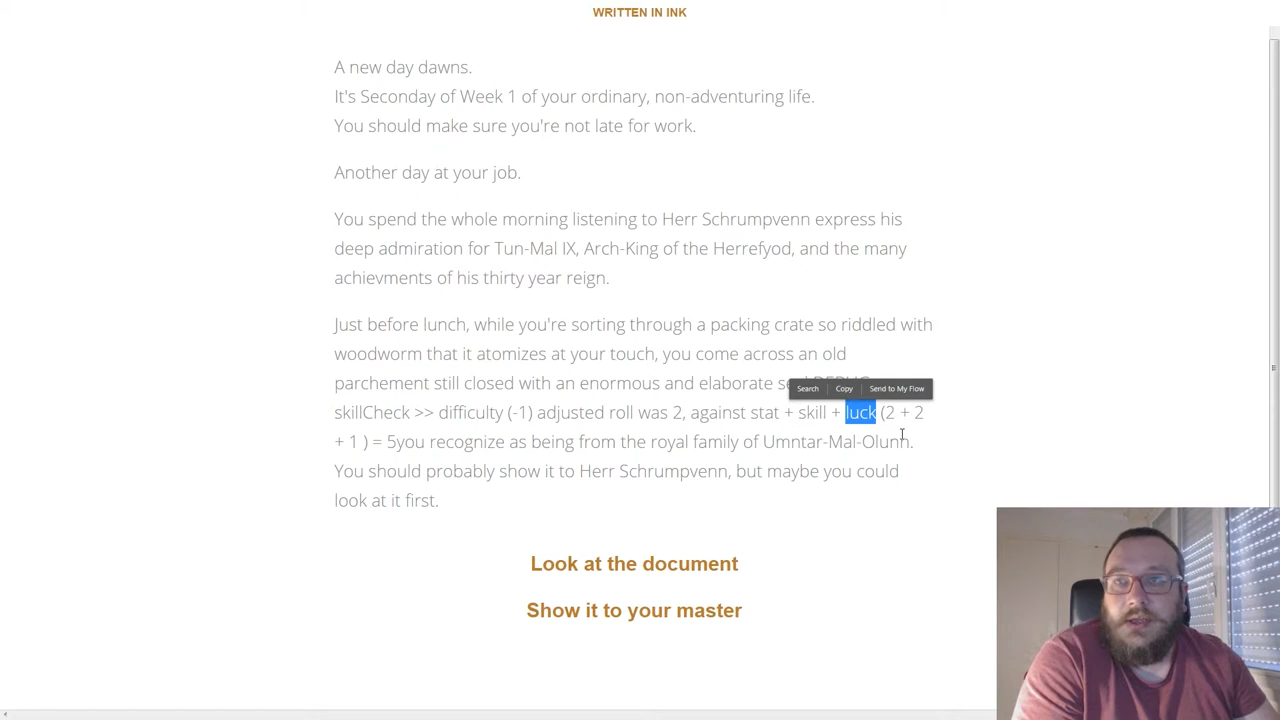 WRITTEN IN INK
A new day dawns.
It's Seconday of Week 1 of your ordinary, non-adventuring life.
You should make sure you're not late for work.
Another day at your job.
You spend the whole morning listening to Herr Schrumpvenn express his
deep admiration for Tun-Mal IX, Arch-King of the Herrefyod, and the many
achievments of his thirty year reign.
Just before lunch, while you're sorting through a packing crate so riddled with
woodworm that it atomizes at your touch, you come across an old
parchement still closed with an enormous and elaborate
Search Copy Send to My Flow
skillCheck >> difficulty (-1) adjusted roll was 2, against stat + skill + luck (2 + 2
+ 1 ) = 5you recognize as being from the royal family of Umntar-Mal-Olunn.
You should probably show it to Herr Schrumpvenn, but maybe you could
look at it first.
Look at the document
Show it to your master